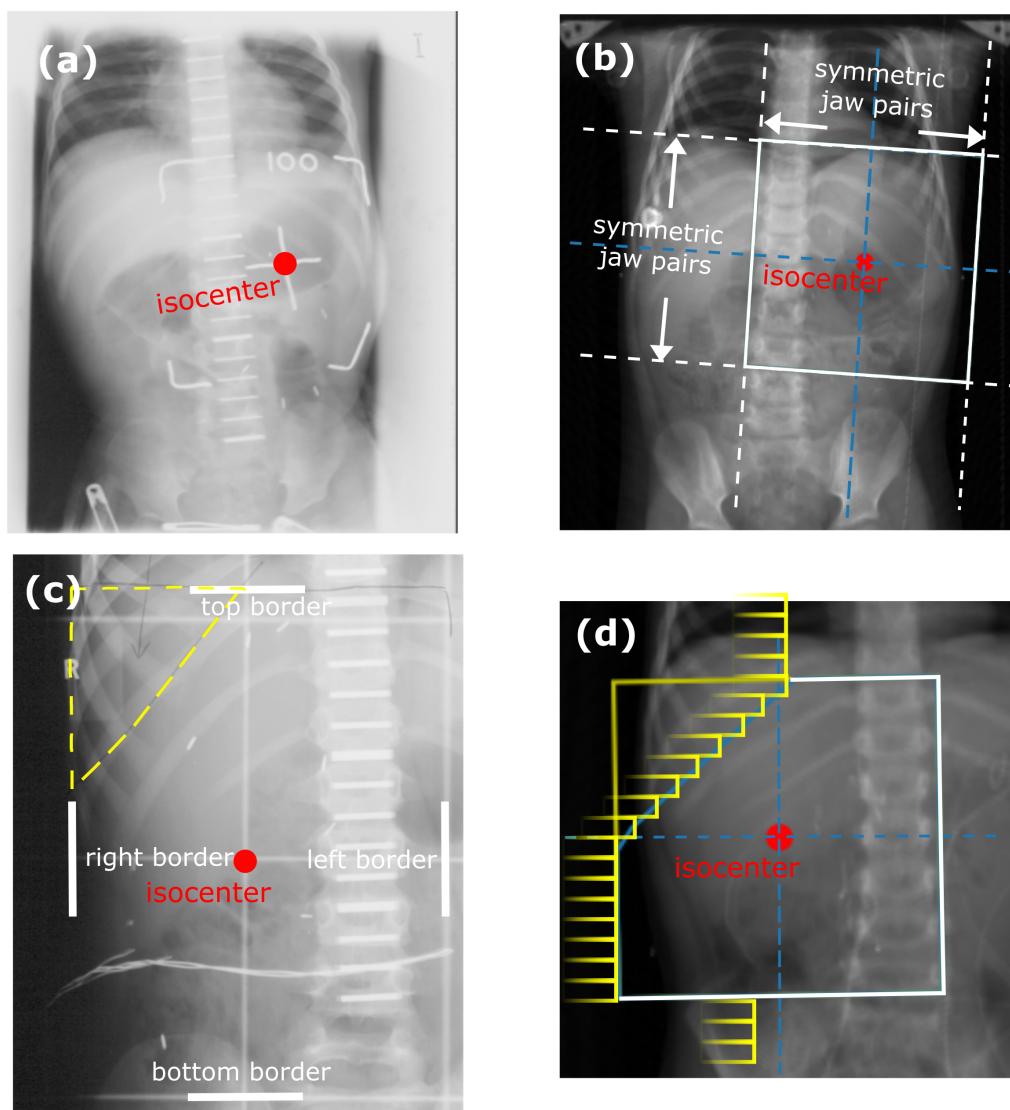 (a)
I
100
isocenter
(b)
symmetric
jaw pairs
symmetric
jaw pairs
isocenter
(c)
top border
R
right border
left border
isocenter
bottom border
(d)
isocenter